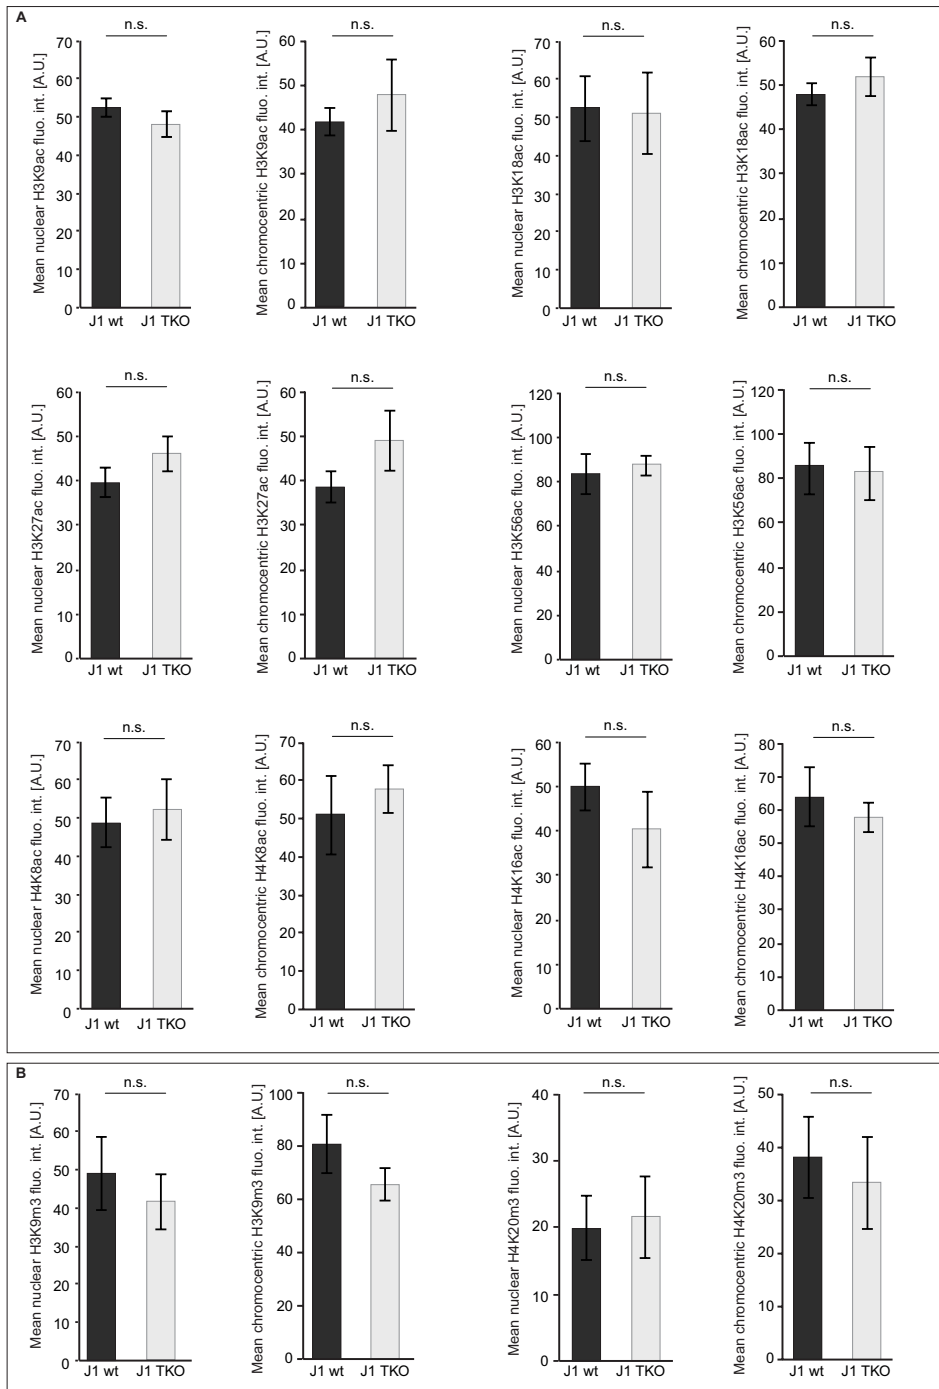 A
n.s.
Mean nuclear H3K9ac fluo. int. [A.U.]
70
60
50
40
30
20
10
0
J1 wt
J1 TKO
n.s.
Mean chromocentric H3K9ac fluo. int. [A.U.]
60
50
40
30
20
10
0
J1 wt
J1 TKO
n.s.
Mean nuclear H3K18ac fluo. int. [A.U.]
70
60
50
40
30
20
10
0
J1 wt
J1 TKO
n.s.
Mean chromocentric H3K18ac fluo. int. [A.U.]
60
50
40
30
20
10
0
J1 wt
J1 TKO
n.s.
Mean nuclear H3K27ac fluo. int. [A.U.]
60
50
40
30
20
10
0
J1 wt
J1 TKO
n.s.
Mean chromocentric H3K27ac fluo. int. [A.U.]
60
50
40
30
20
10
0
J1 wt
J1 TKO
n.s.
Mean nuclear H3K56ac fluo. int. [A.U.]
120
100
80
60
40
20
0
J1 wt
J1 TKO
n.s.
Mean chromocentric H3K56ac fluo. int. [A.U.]
120
100
80
60
40
20
0
J1 wt
J1 TKO
n.s.
Mean nuclear H4K8ac fluo. int. [A.U.]
70
60
50
40
30
20
10
0
J1 wt
J1 TKO
n.s.
Mean chromocentric H4K8ac fluo. int. [A.U.]
70
60
50
40
30
20
10
0
J1 wt
J1 TKO
n.s.
Mean nuclear H4K16ac fluo. int. [A.U.]
60
50
40
30
20
10
0
J1 wt
J1 TKO
n.s.
Mean chromocentric H4K16ac fluo. int. [A.U.]
80
70
60
50
40
30
20
10
0
J1 wt
J1 TKO
B
n.s.
Mean nuclear H3K9m3 fluo. int. [A.U.]
70
60
50
40
30
20
10
0
J1 wt
J1 TKO
n.s.
Mean chromocentric H3K9m3 fluo. int. [A.U.]
100
80
60
40
20
0
J1 wt
J1 TKO
n.s.
Mean nuclear H4K20m3 fluo. int. [A.U.]
40
30
20
10
0
J1 wt
J1 TKO
n.s.
Mean chromocentric H4K20m3 fluo. int. [A.U.]
50
40
30
20
10
0
J1 wt
J1 TKO